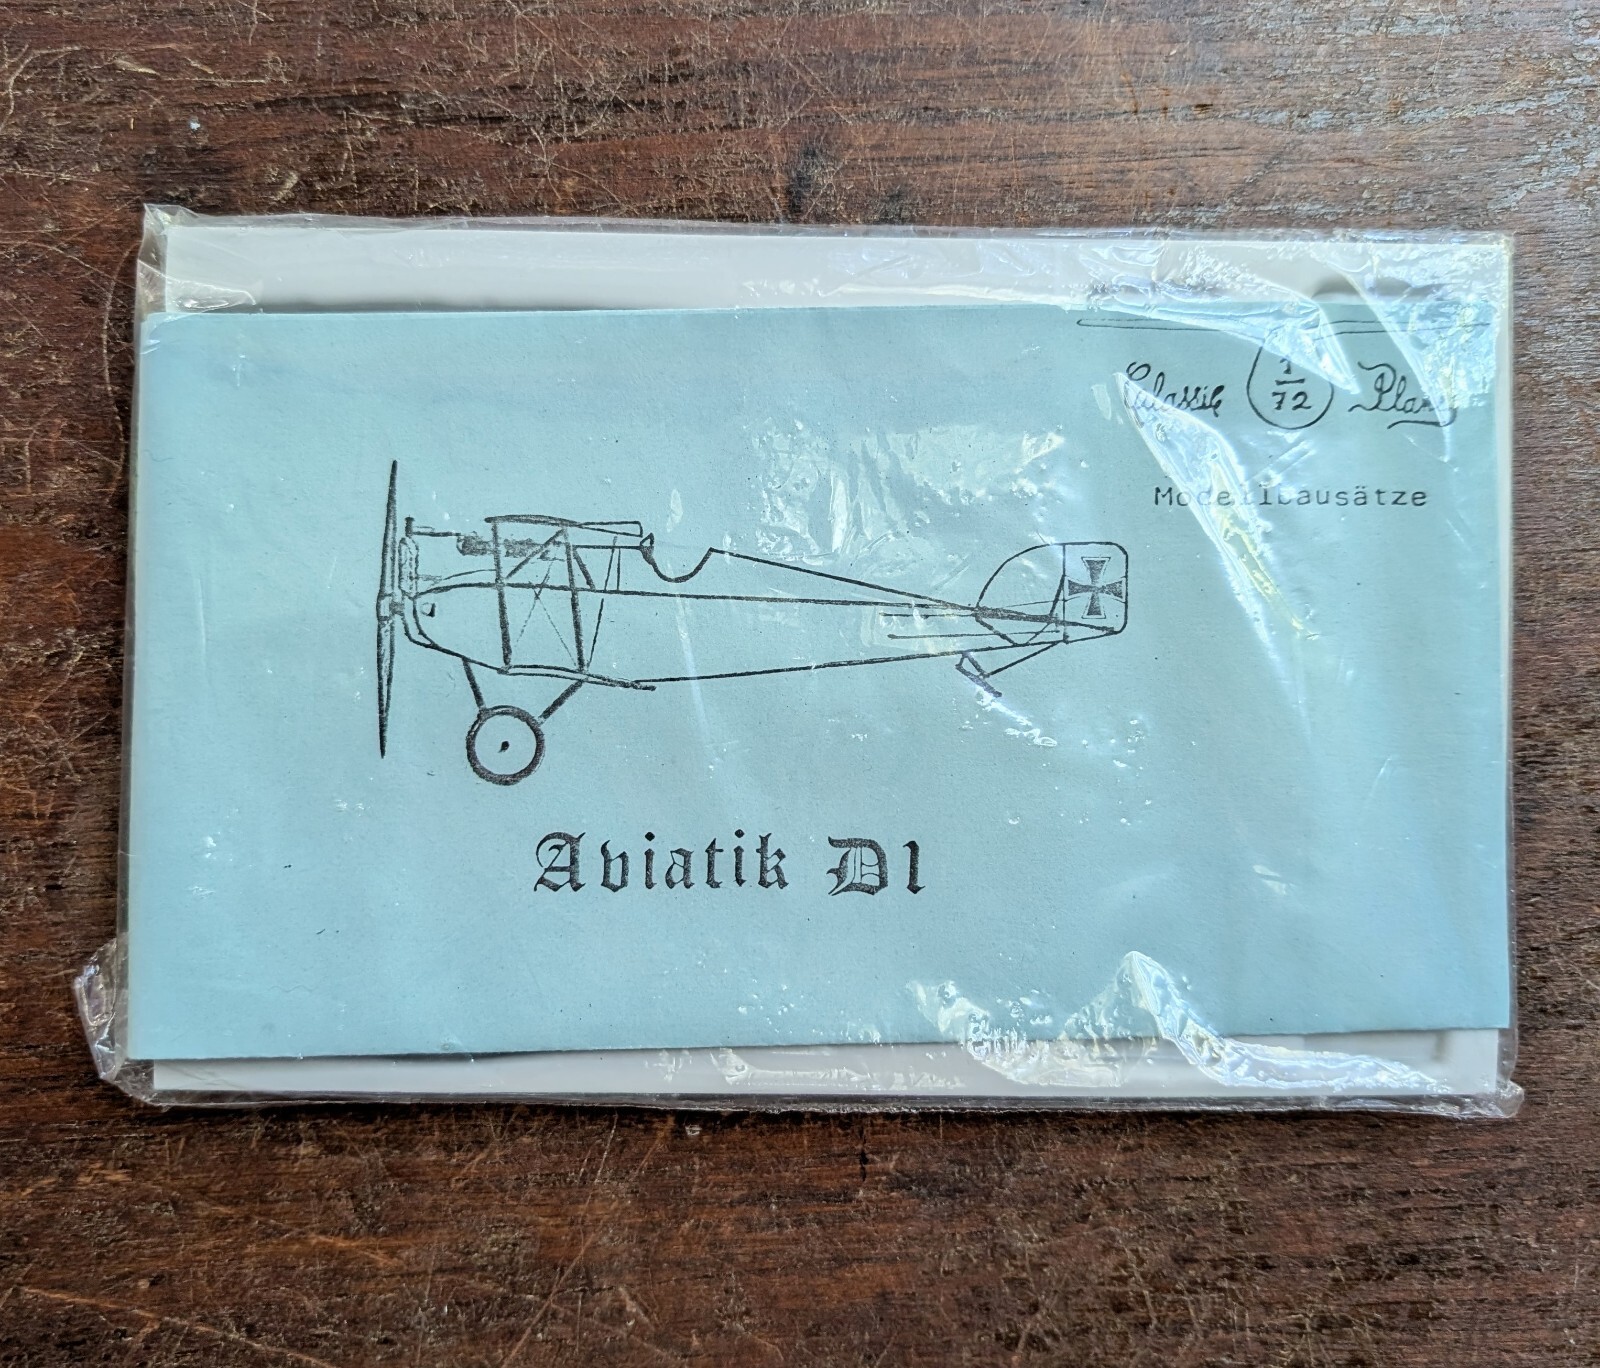 Classic 1/72 Plane
Modellbausätze
Aviatik D1